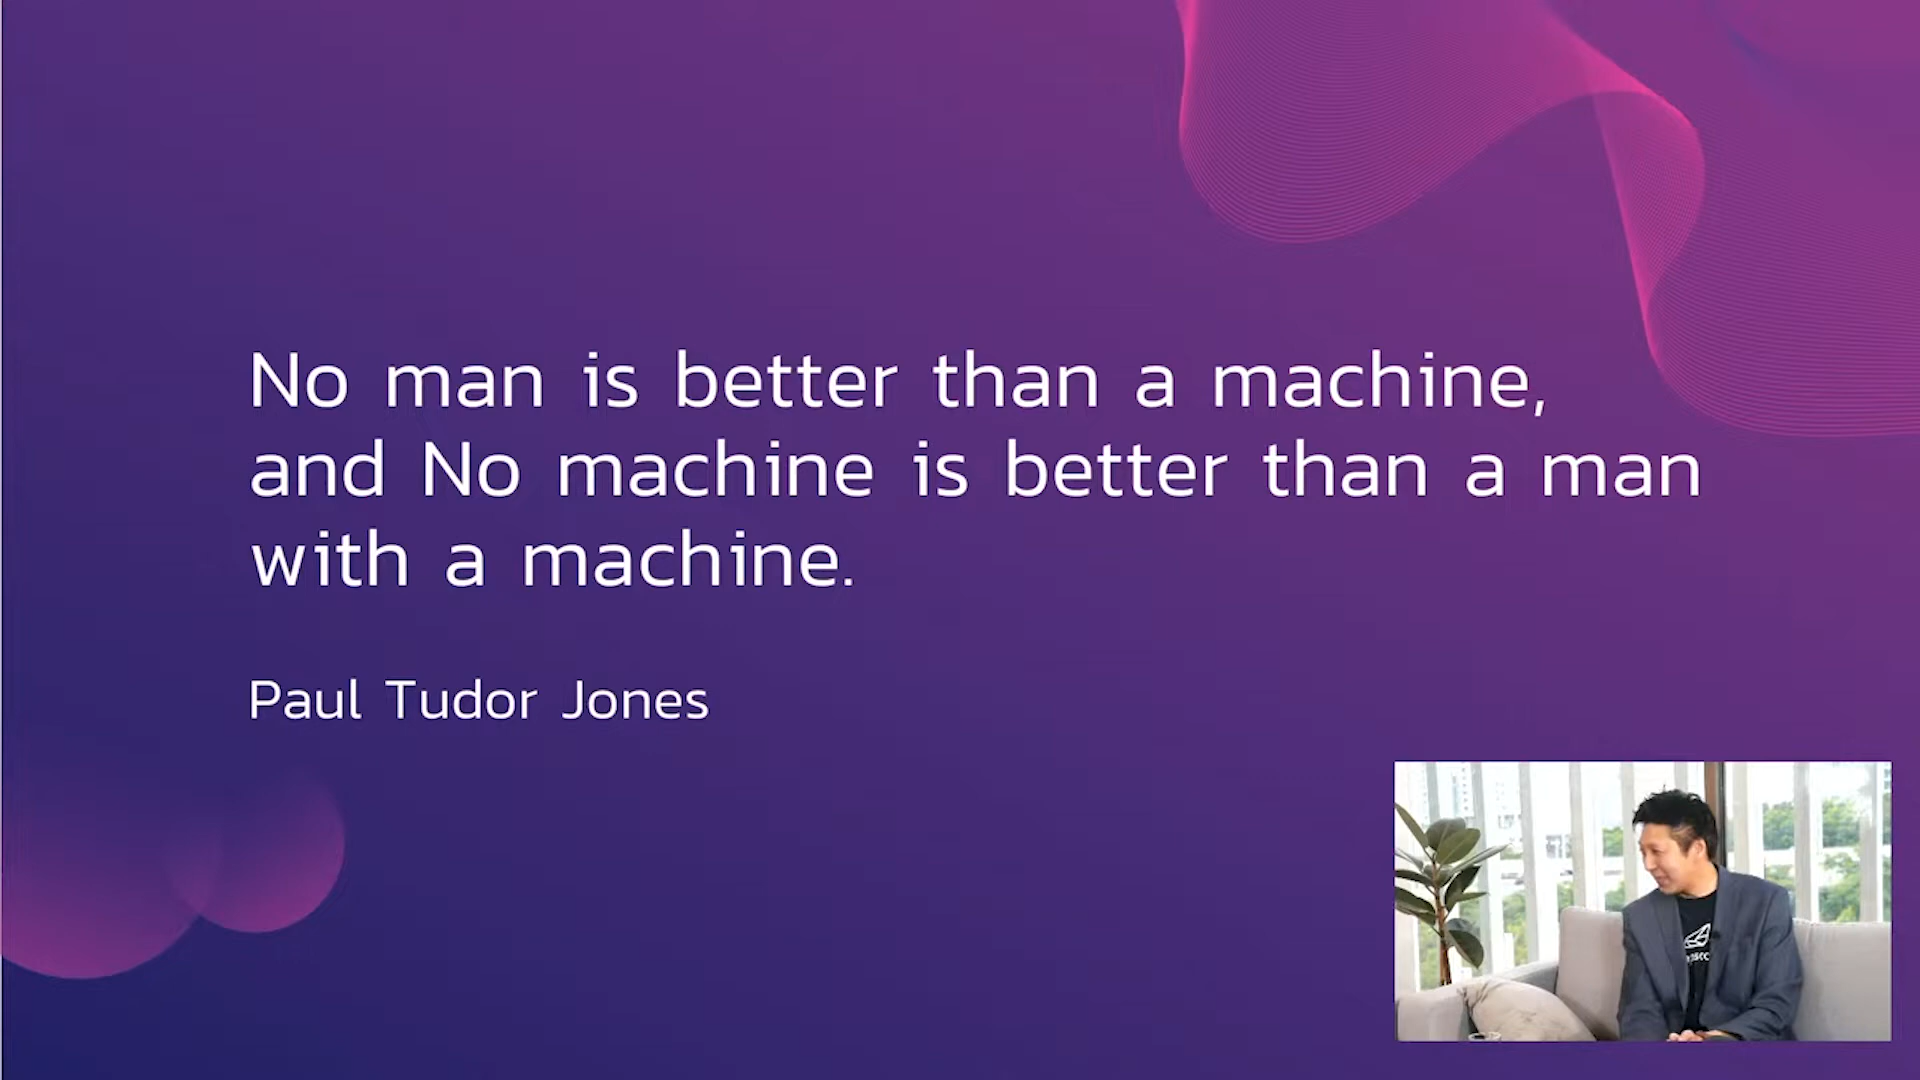 No man is better than a machine,
and No machine is better than a man
with a machine.
Paul Tudor Jones